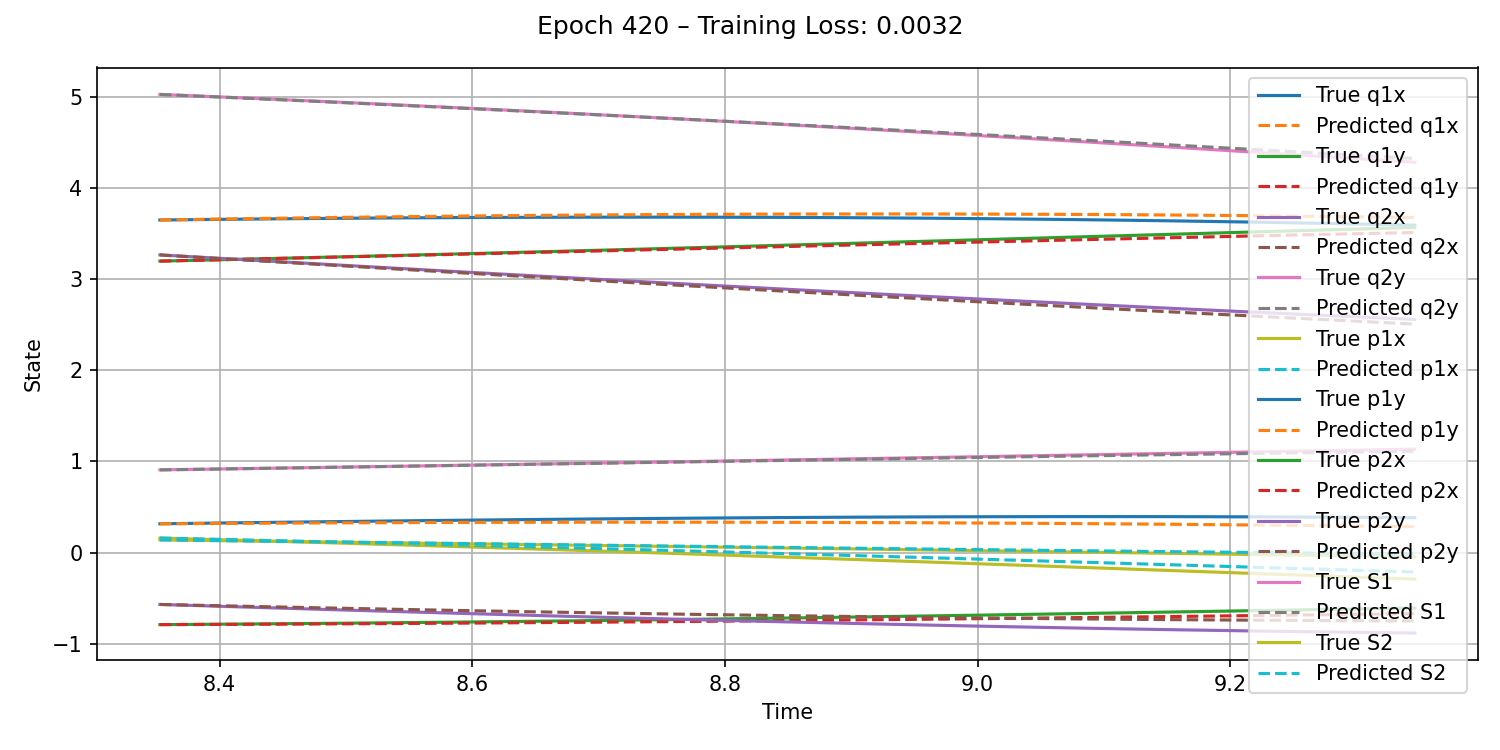 Epoch 420 – Training Loss: 0.0032
State
5
4
3
2
1
0
−1
8.4
8.6
8.8
9.0
9.2
Time
True q1x
Predicted q1x
True q1y
Predicted q1y
True q2x
Predicted q2x
True q2y
Predicted q2y
True p1x
Predicted p1x
True p1y
Predicted p1y
True p2x
Predicted p2x
True p2y
Predicted p2y
True S1
Predicted S1
True S2
Predicted S2